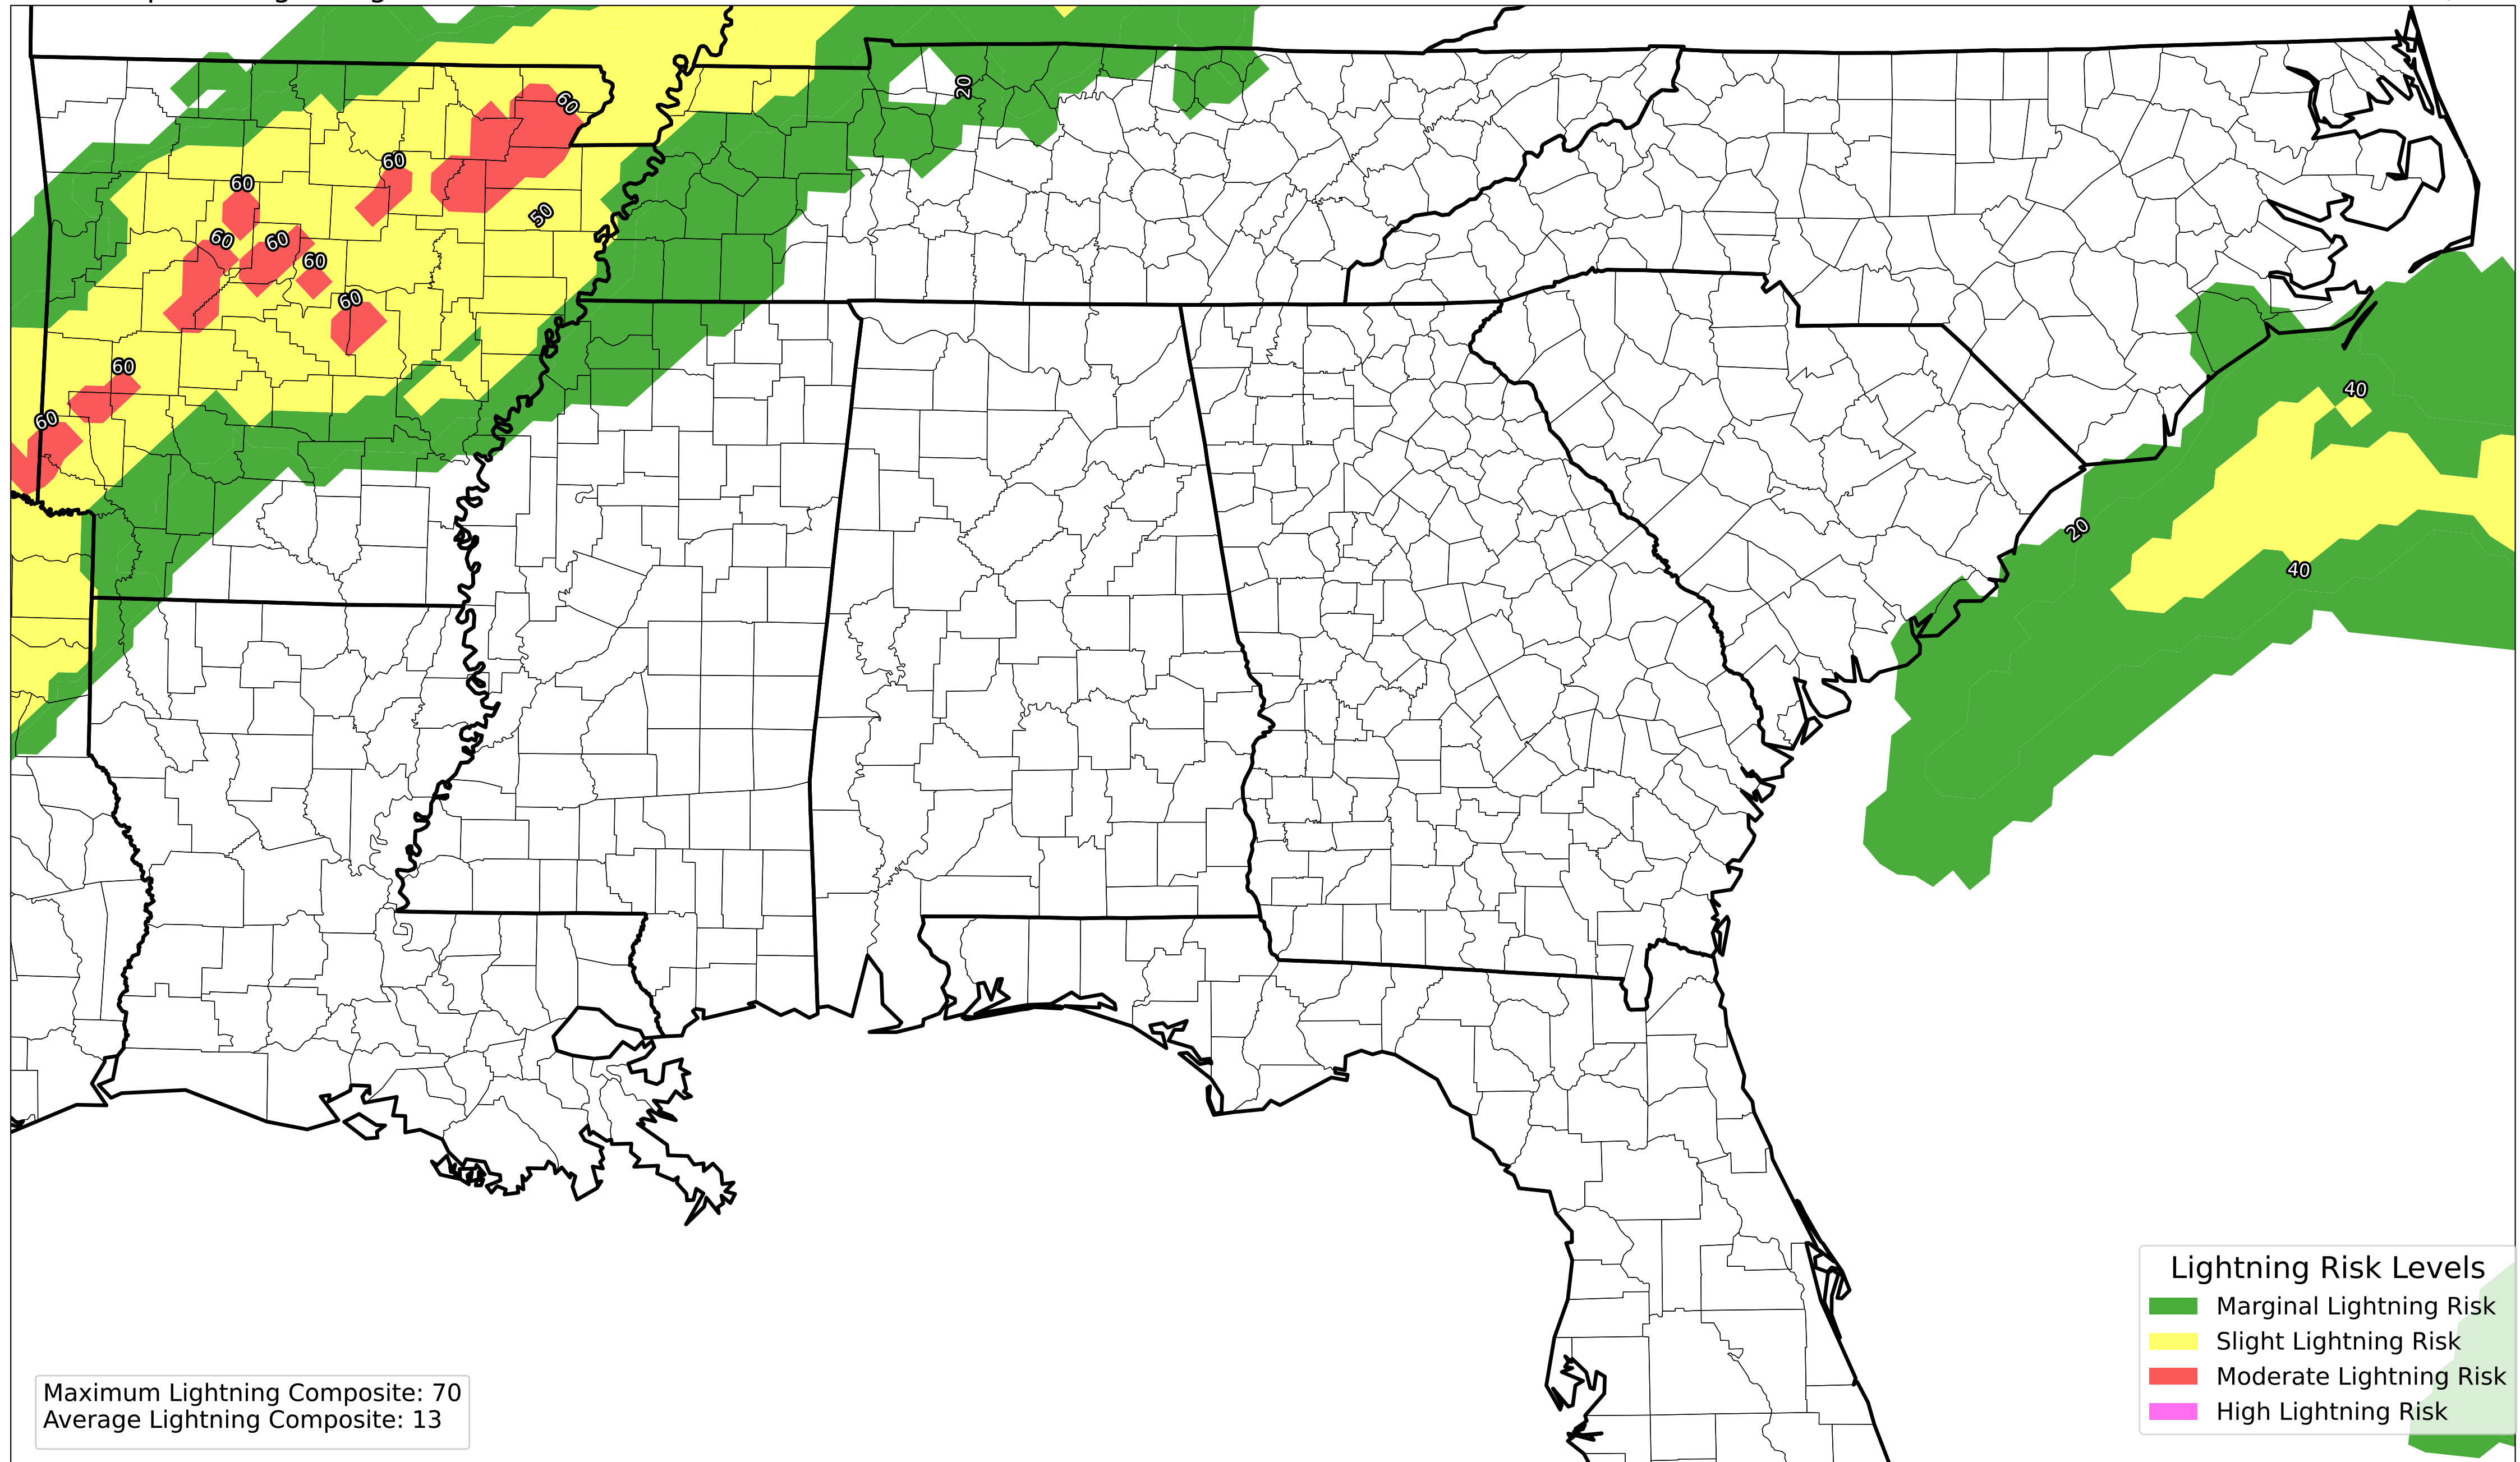 60
20
60
60
50
60
60
60
60
60
40
60
20
40
Lightning Risk Levels
Marginal Lightning Risk
Slight Lightning Risk
Moderate Lightning Risk
High Lightning Risk
Maximum Lightning Composite: 70
Average Lightning Composite: 13